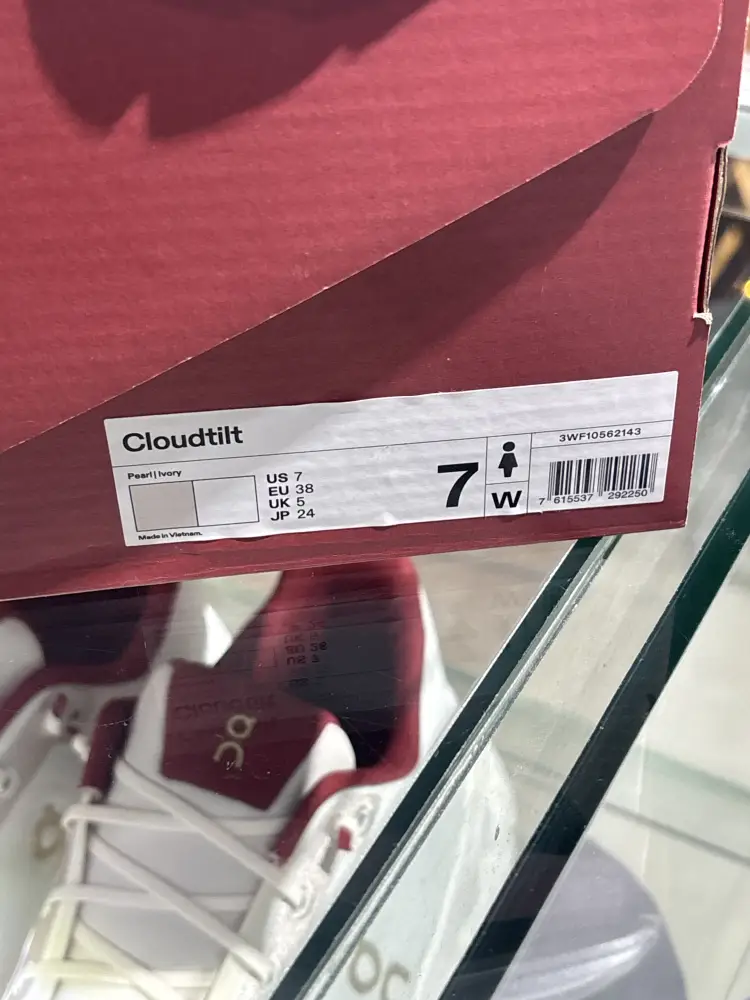 Cloudtilt
3WF10562143
Pearl | Ivory
US 7
EU 38
UK 5
JP 24
7
W
7 615537 292250
Made in Vietnam.